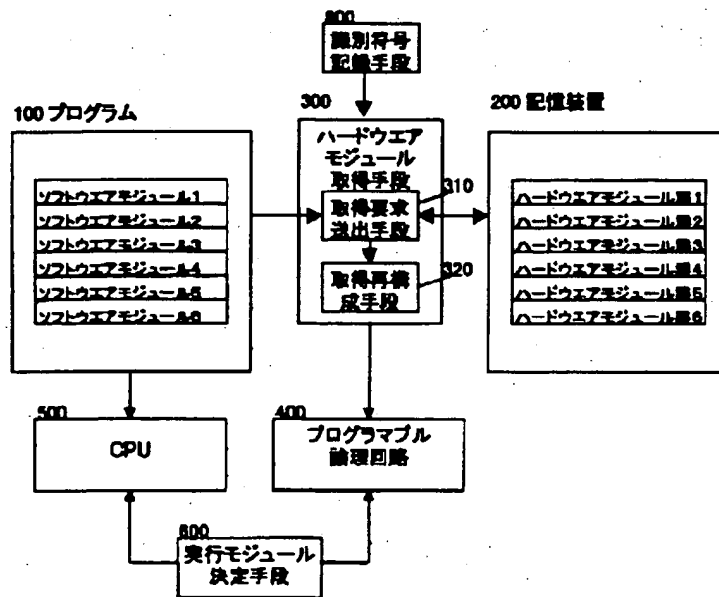 識別符号
記録手段
100 プログラム
300
200 記憶装置
ハードウエア
モジュール
取得手段
310
取得要求
送出手段
320
取得再構
成手段
ソフトウエアモジュール1
ソフトウエアモジュール2
ソフトウエアモジュール3
ソフトウエアモジュール4
ソフトウエアモジュール5
ソフトウエアモジュール6
ハードウエアモジュール群1
ハードウエアモジュール群2
ハードウエアモジュール群3
ハードウエアモジュール群4
ハードウエアモジュール群5
ハードウエアモジュール群6
500
CPU
400
プログラマブル
論理回路
600
実行モジュール
決定手段